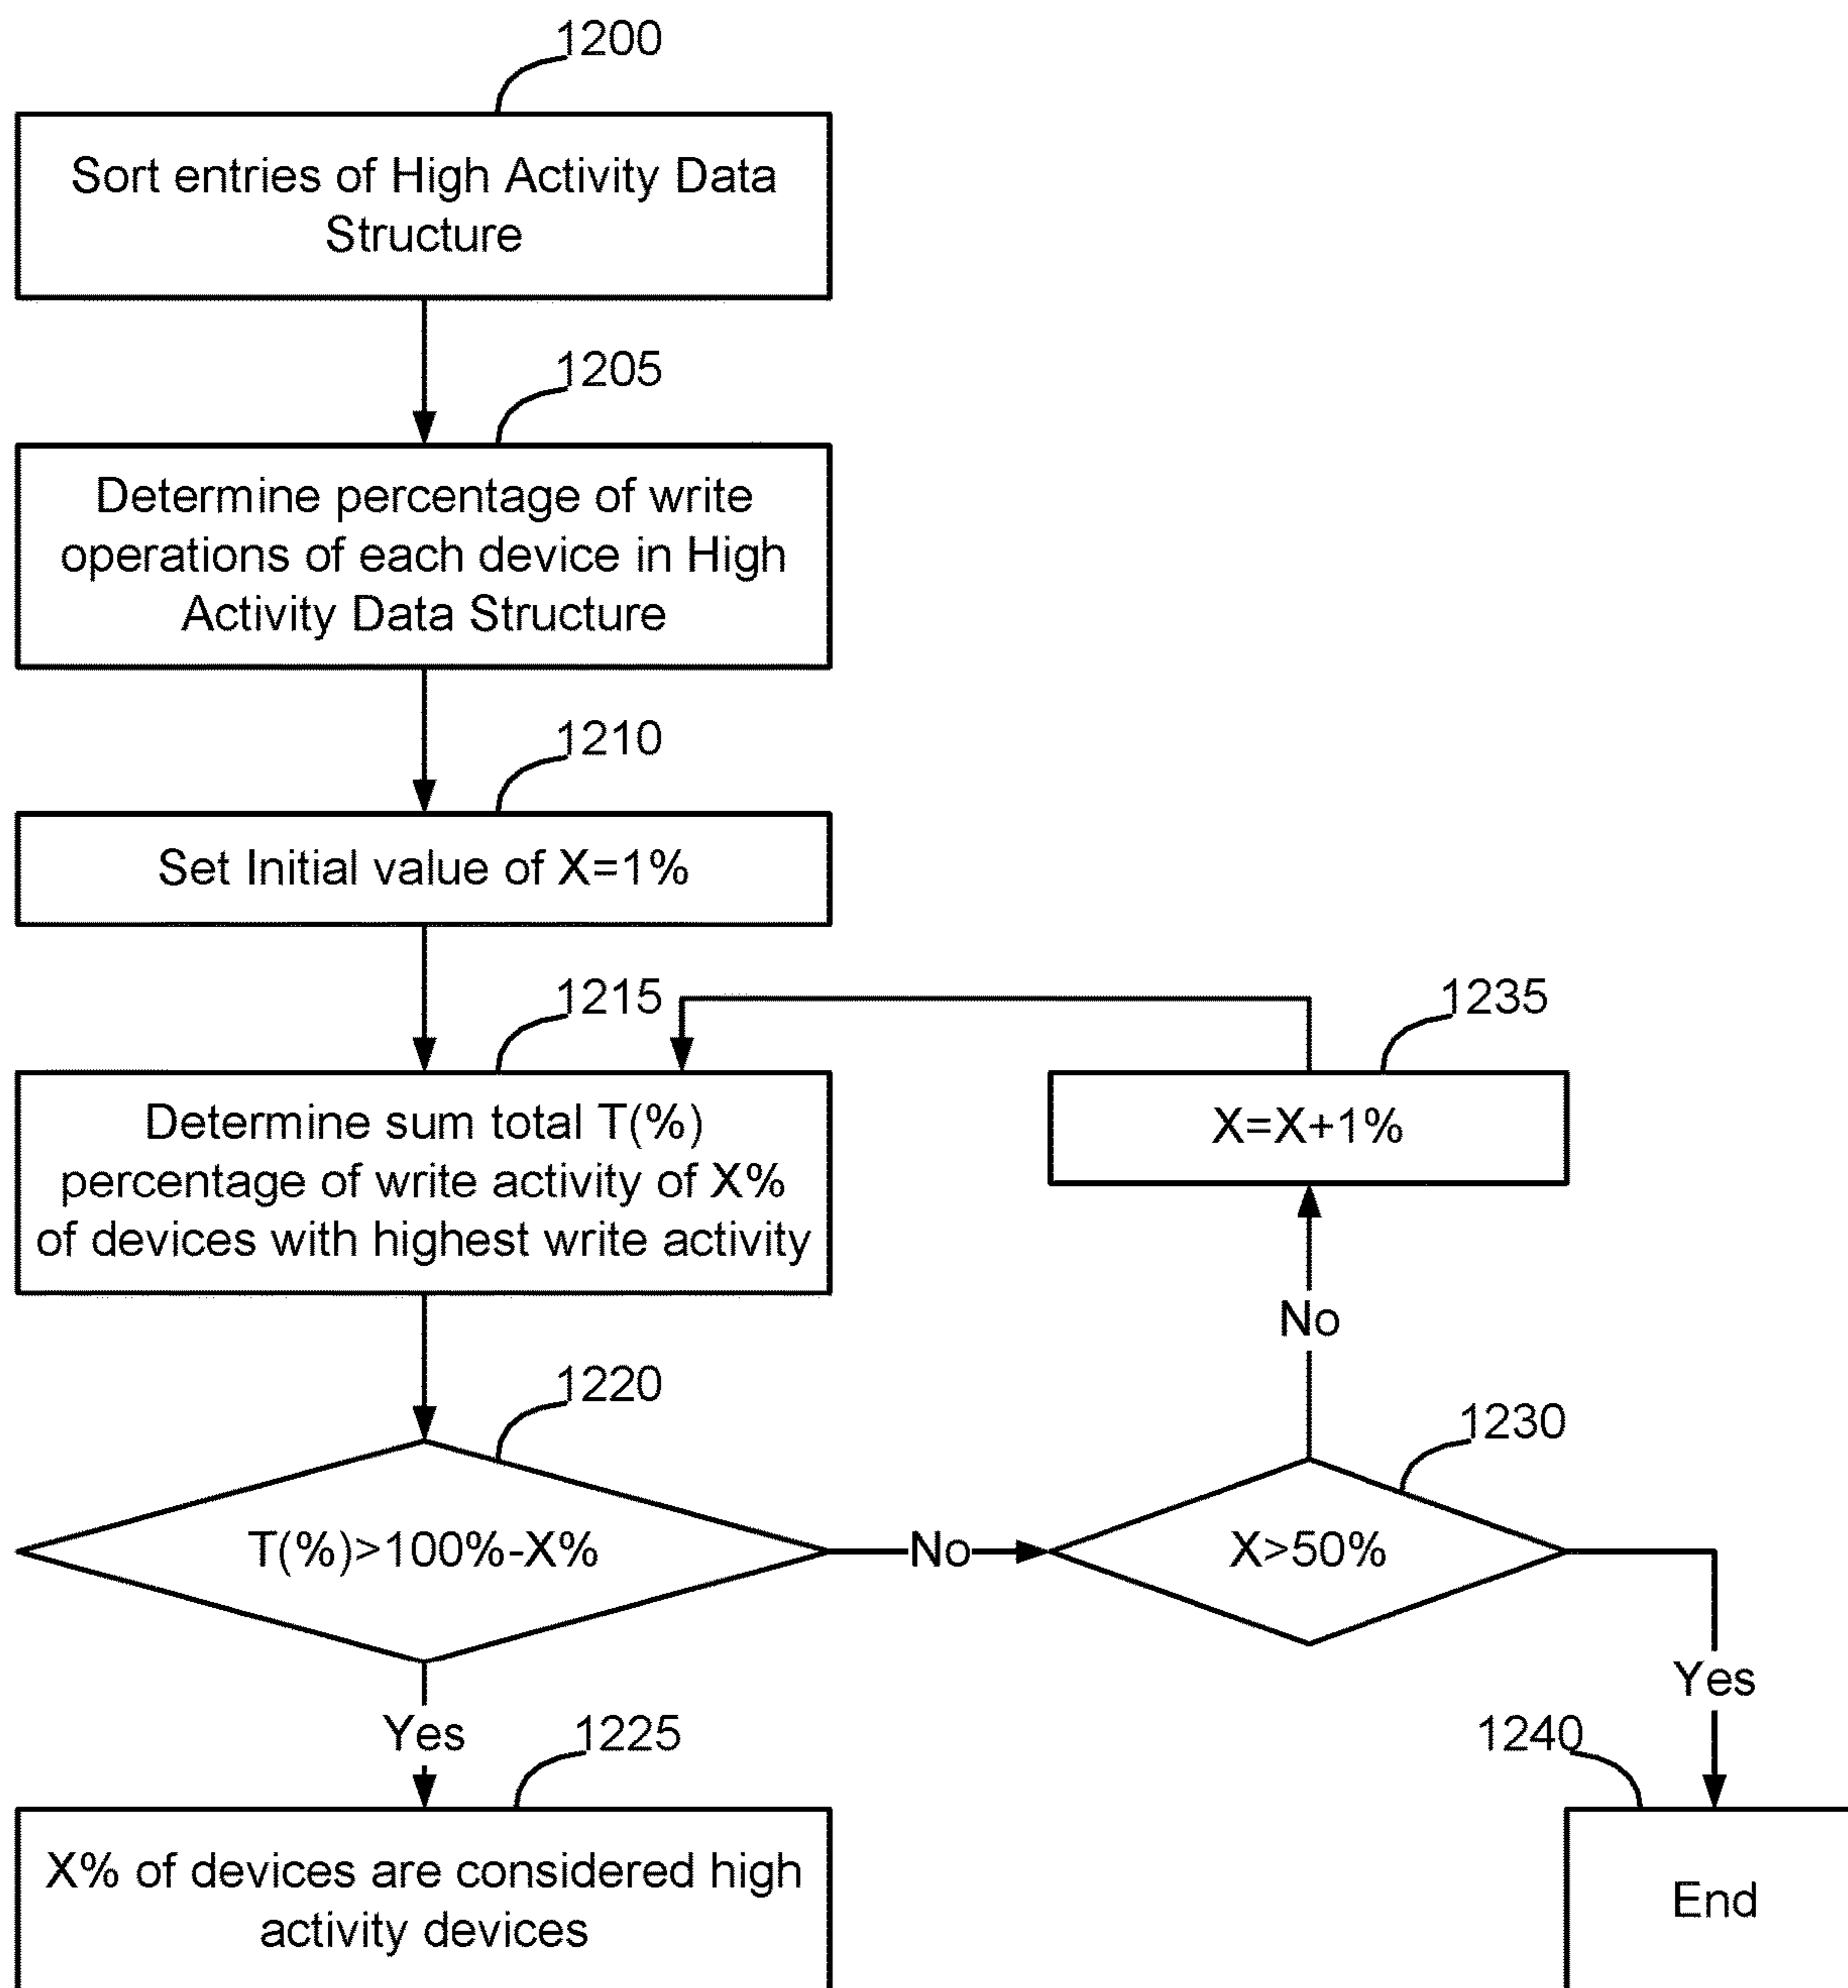 1200
Sort entries of High Activity Data
Structure
1205
Determine percentage of write
operations of each device in High
Activity Data Structure
1210
Set Initial value of X=1%
1215
Determine sum total T(%)
percentage of write activity of X%
of devices with highest write activity
1235
X=X+1%
No
1220
T(%)>100%-X%
No
1230
X>50%
Yes
1225
X% of devices are considered high
activity devices
Yes
1240
End